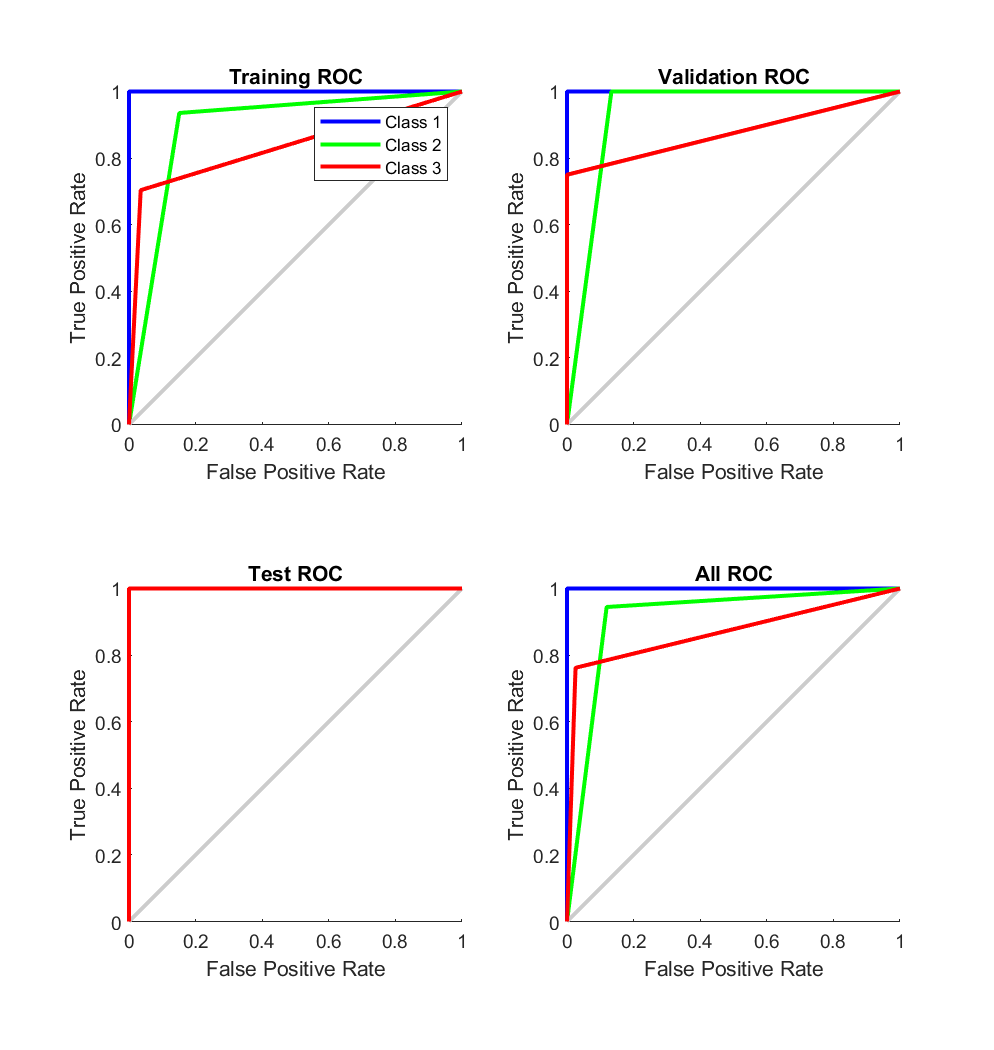 Training ROC
True Positive Rate
1
0.8
0.6
0.4
0.2
0
Class 1
Class 2
Class 3
0 0.2 0.4 0.6 0.8 1
False Positive Rate
Validation ROC
True Positive Rate
1
0.8
0.6
0.4
0.2
0
0 0.2 0.4 0.6 0.8 1
False Positive Rate
Test ROC
True Positive Rate
1
0.8
0.6
0.4
0.2
0
0 0.2 0.4 0.6 0.8 1
False Positive Rate
All ROC
True Positive Rate
1
0.8
0.6
0.4
0.2
0
0 0.2 0.4 0.6 0.8 1
False Positive Rate